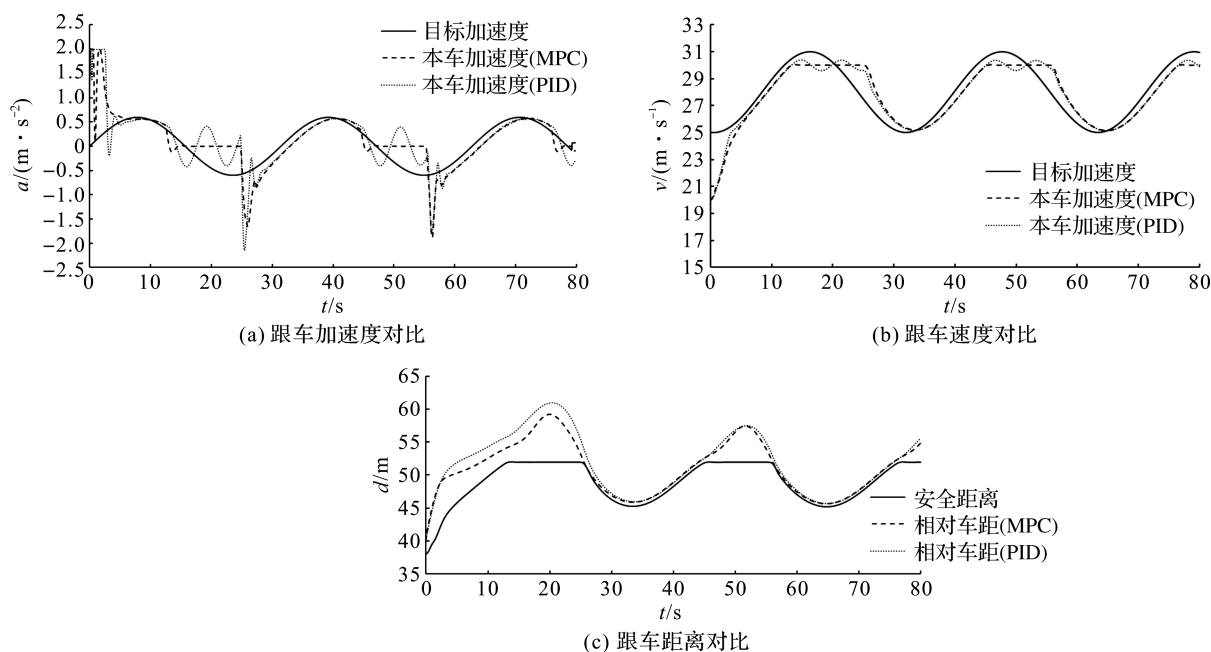 2.5
2.0
1.5
1.0
0.5
0
−0.5
−1.0
−1.5
−2.0
−2.5
a/(m·s⁻²)
目标加速度
本车加速度(MPC)
本车加速度(PID)
0 10 20 30 40 50 60 70 80
t/s
(a) 跟车加速度对比
33
31
29
27
25
23
21
19
17
15
v/(m·s⁻¹)
目标加速度
本车加速度(MPC)
本车加速度(PID)
0 10 20 30 40 50 60 70 80
t/s
(b) 跟车速度对比
65
60
55
50
45
40
35
d/m
安全距离
相对车距(MPC)
相对车距(PID)
0 10 20 30 40 50 60 70 80
t/s
(c) 跟车距离对比